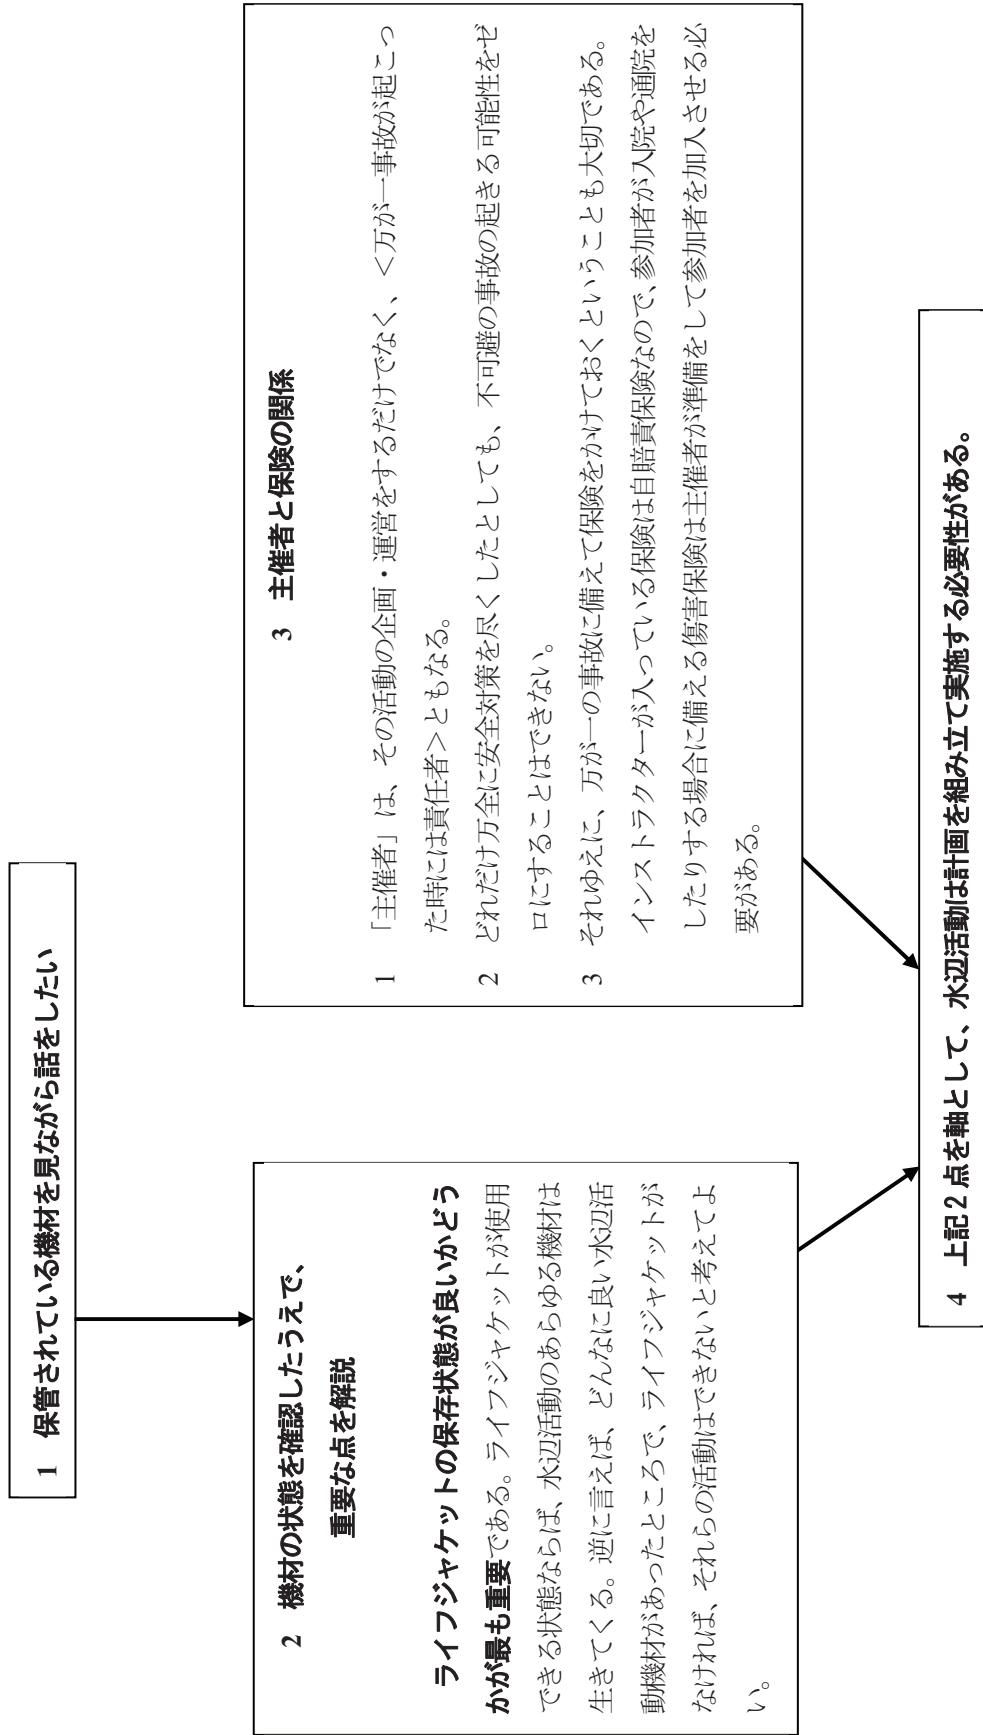 1　保管されている機材を見ながら話をしたい
2　機材の状態を確認したうえで、
重要な点を解説
ライフジャケットの保存状態が良いかどう
かが最も重要である。ライフジャケットが使用
できる状態ならば、水辺活動のあらゆる機材は
生きてくる。逆に言えば、どんなに良い水辺活
動機材があったところで、ライフジャケットが
なければ、それらの活動はできないと考えてよ
い。
3　主催者と保険の関係
1　「主催者」は、その活動の企画・運営をするだけでなく、＜万が一事故が起こっ
た時には責任者＞ともなる。
2　どれだけ万全に安全対策を尽くしたとしても、不可避の事故の起きる可能性をゼ
ロにすることはできない。
3　それゆえに、万が一の事故に備えて保険をかけておくということも大切である。
インストラクターが入っている保険は自賠責保険なので、参加者が入院や通院を
したりする場合に備える傷害保険は主催者が準備をして参加者を加入させる必
要がある。
4　上記2点を軸として、水辺活動は計画を組み立て実施する必要性がある。